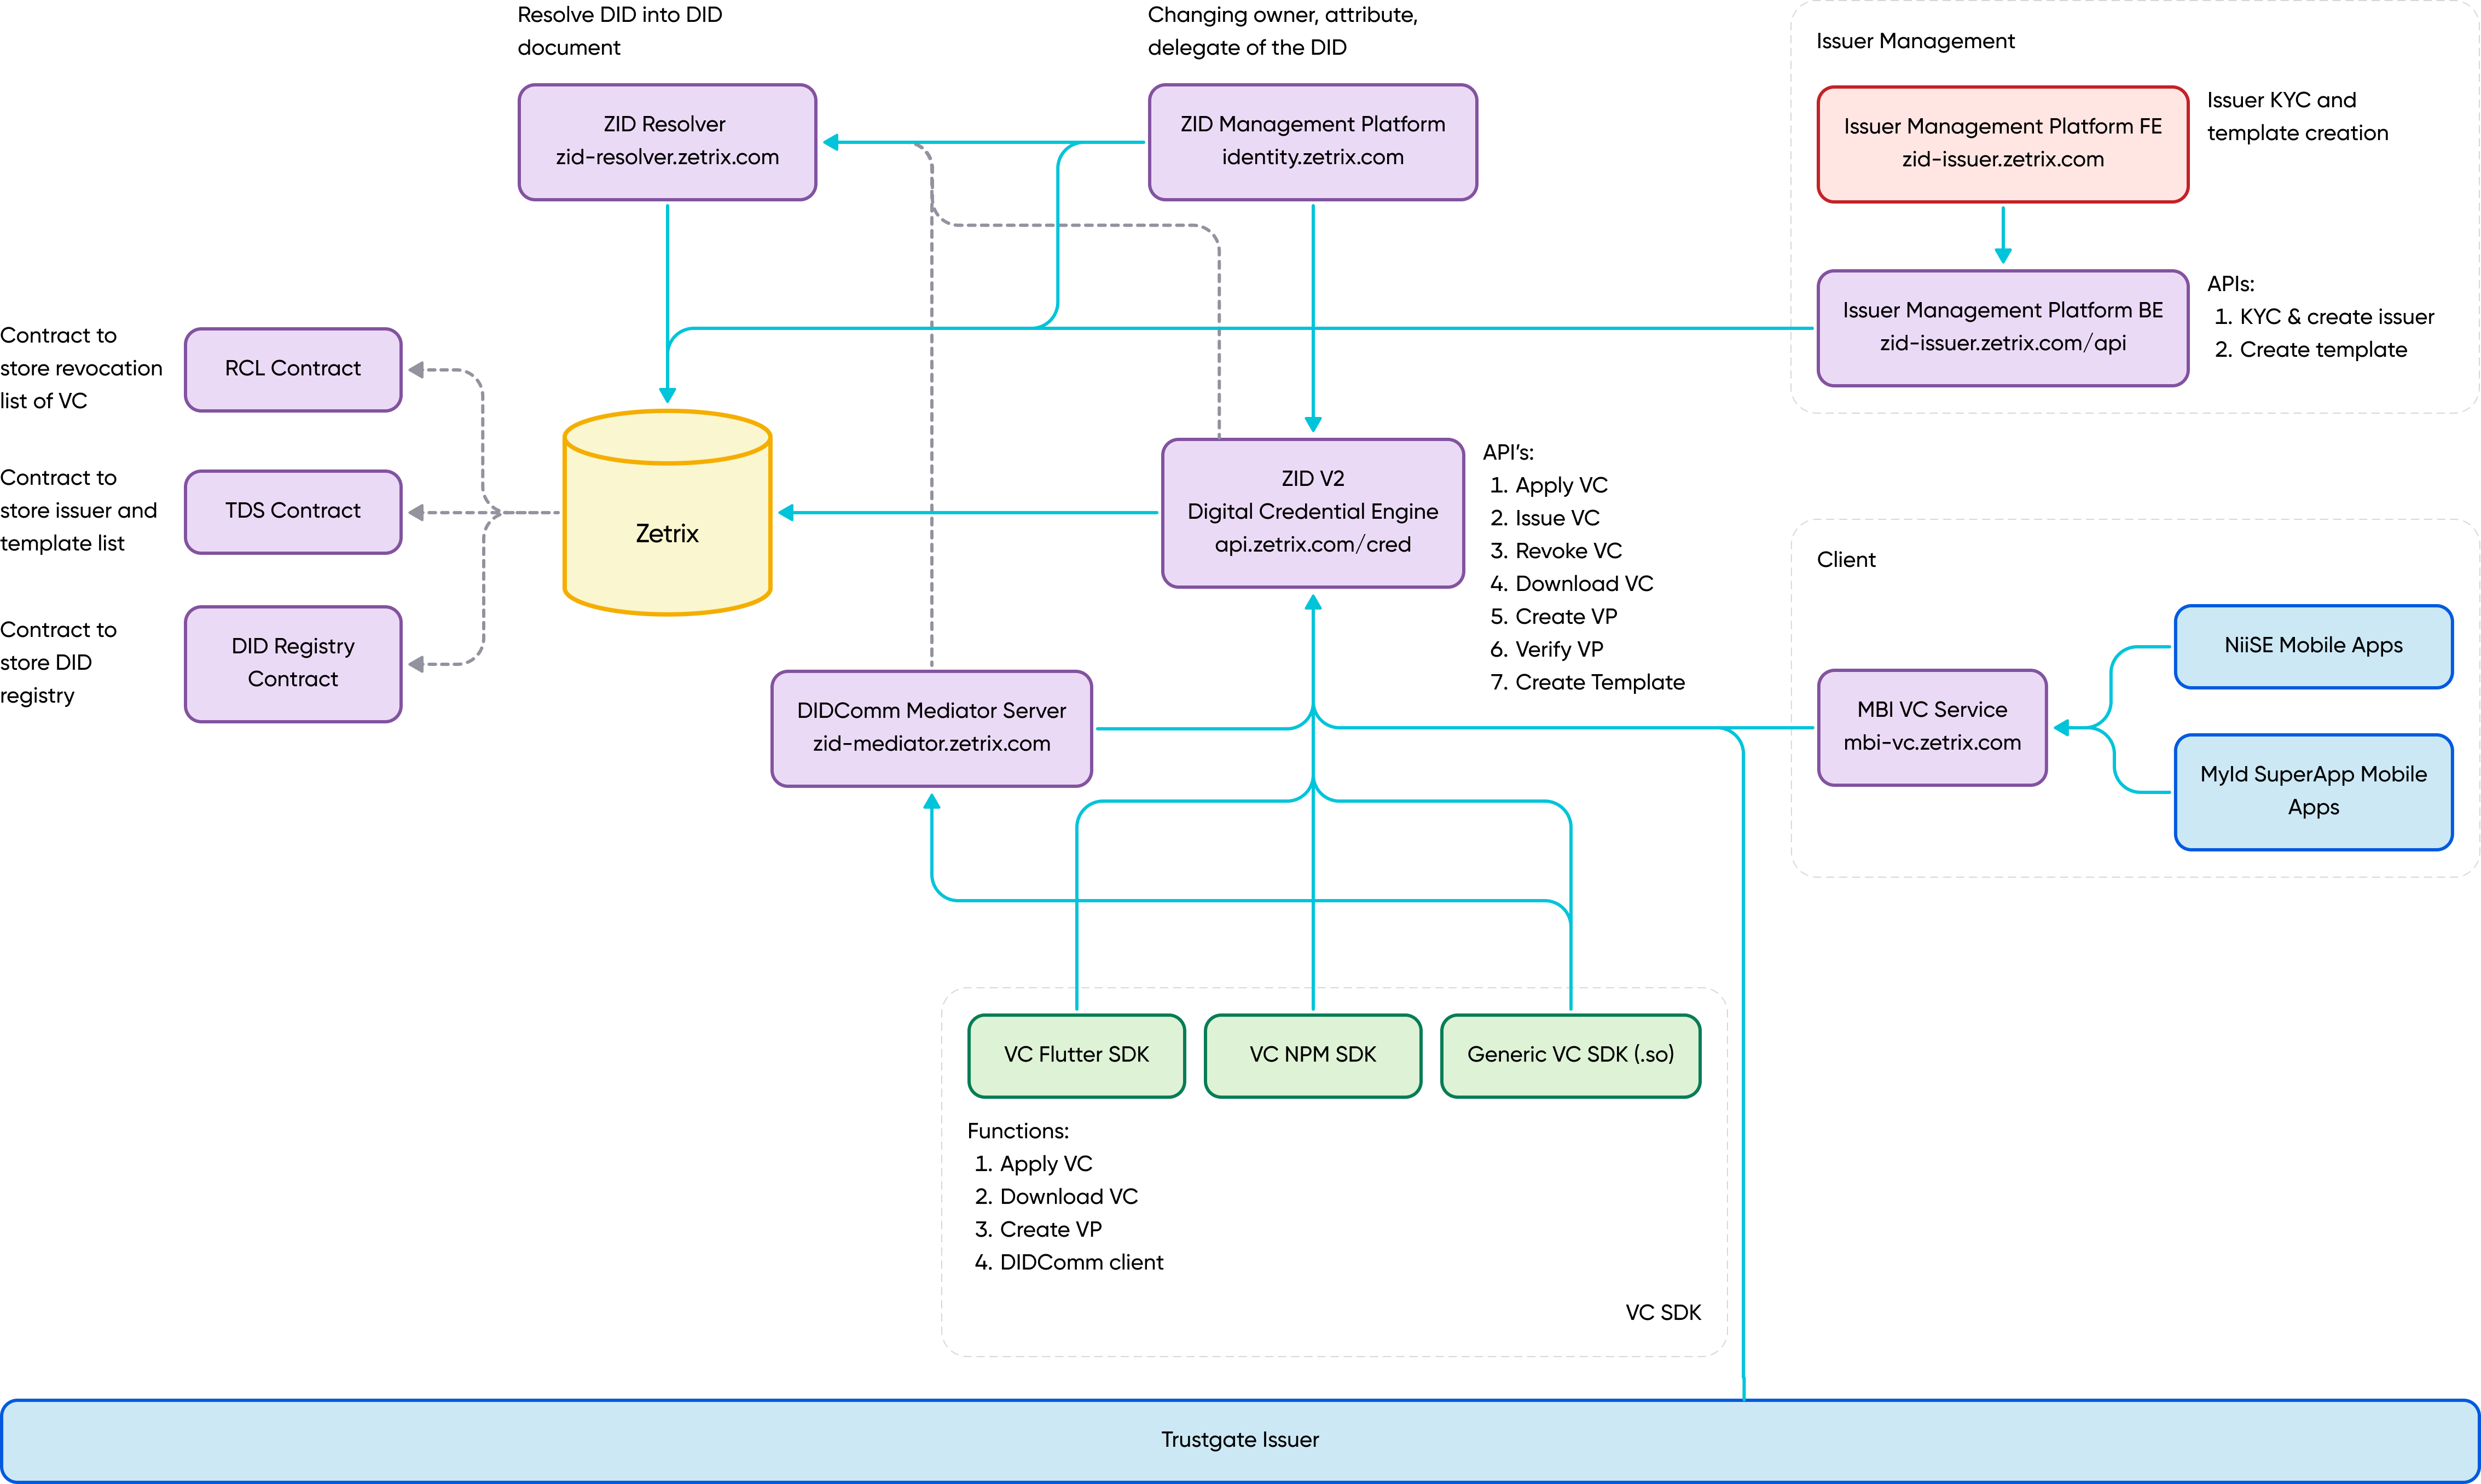 Resolve DID into DID
document
ZID Resolver
zid-resolver.zetrix.com
Changing owner, attribute,
delegate of the DID
ZID Management Platform
identity.zetrix.com
Issuer Management
Issuer Management Platform FE
zid-issuer.zetrix.com
Issuer KYC and
template creation
Issuer Management Platform BE
zid-issuer.zetrix.com/api
APIs:
1. KYC & create issuer
2. Create template
Contract to
store revocation
list of VC
RCL Contract
Contract to
store issuer and
template list
TDS Contract
Contract to
store DID
registry
DID Registry
Contract
Zetrix
ZID V2
Digital Credential Engine
api.zetrix.com/cred
API's:
1. Apply VC
2. Issue VC
3. Revoke VC
4. Download VC
5. Create VP
6. Verify VP
7. Create Template
DIDComm Mediator Server
zid-mediator.zetrix.com
Client
MBI VC Service
mbi-vc.zetrix.com
NiiSE Mobile Apps
MyId SuperApp Mobile
Apps
VC Flutter SDK
VC NPM SDK
Generic VC SDK (.so)
Functions:
1. Apply VC
2. Download VC
3. Create VP
4. DIDComm client
VC SDK
Trustgate Issuer